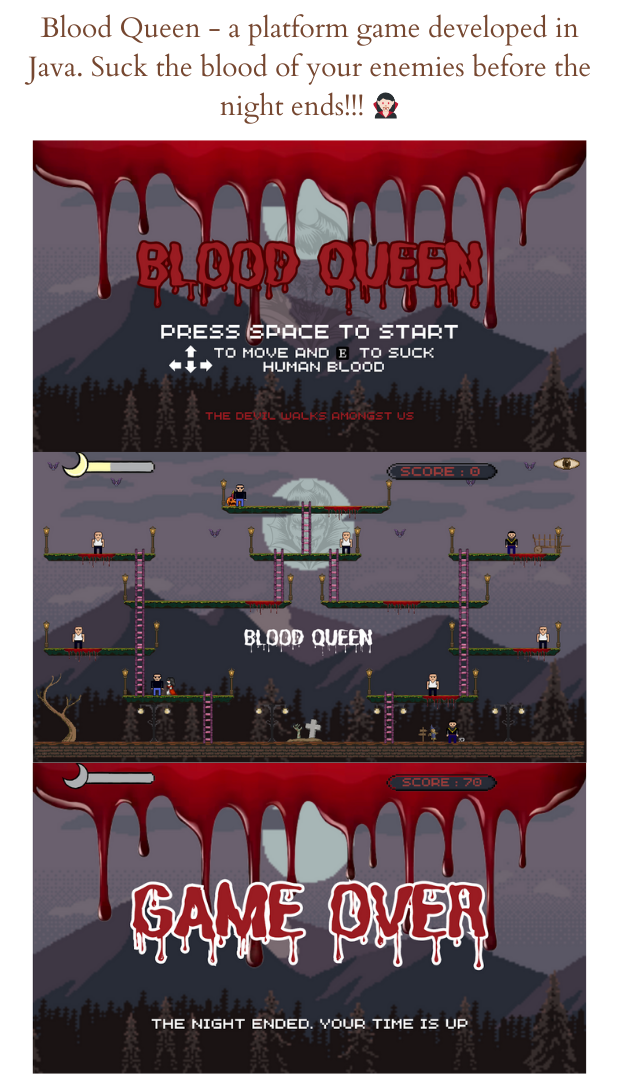 Blood Queen - a platform game developed in
Java. Suck the blood of your enemies before the
night ends!!!
BLOOD QUEEN
PRESS SPACE TO START
TO MOVE AND E TO SUCK
HUMAN BLOOD
THE DEVIL WALKS AMONGST US
SCORE : 0
BLOOD QUEEN
SCORE : 70
GAME OVER
THE NIGHT ENDED. YOUR TIME IS UP